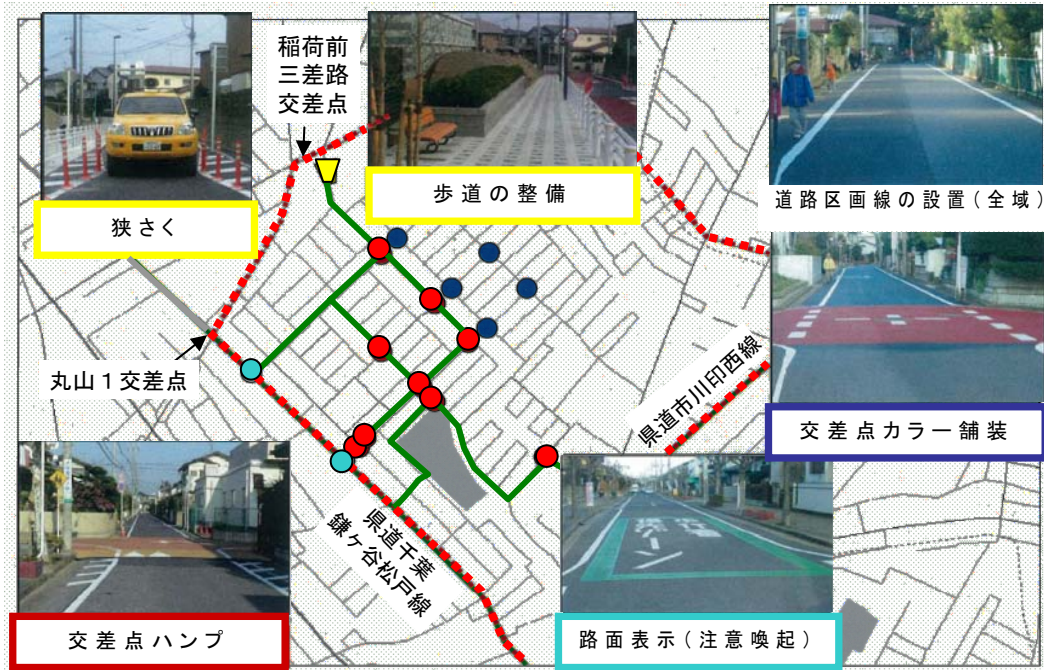 稲荷前
三差路
交差点
狭さく
歩道の整備
道路区画線の設置(全域)
丸山1交差点
県道市川印西線
交差点カラー舗装
県道千葉
鎌ヶ谷松戸線
交差点ハンプ
路面表示(注意喚起)